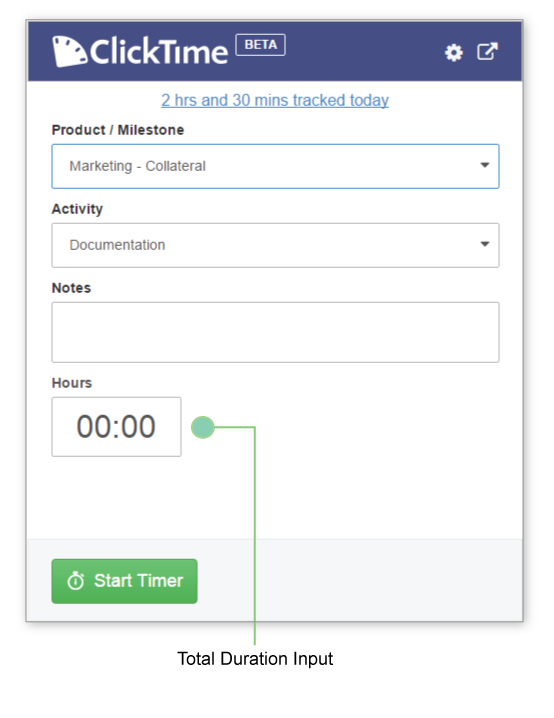 ClickTime BETA
2 hrs and 30 mins tracked today
Product / Milestone
Marketing - Collateral
Activity
Documentation
Notes
Hours
00:00
Start Timer
Total Duration Input